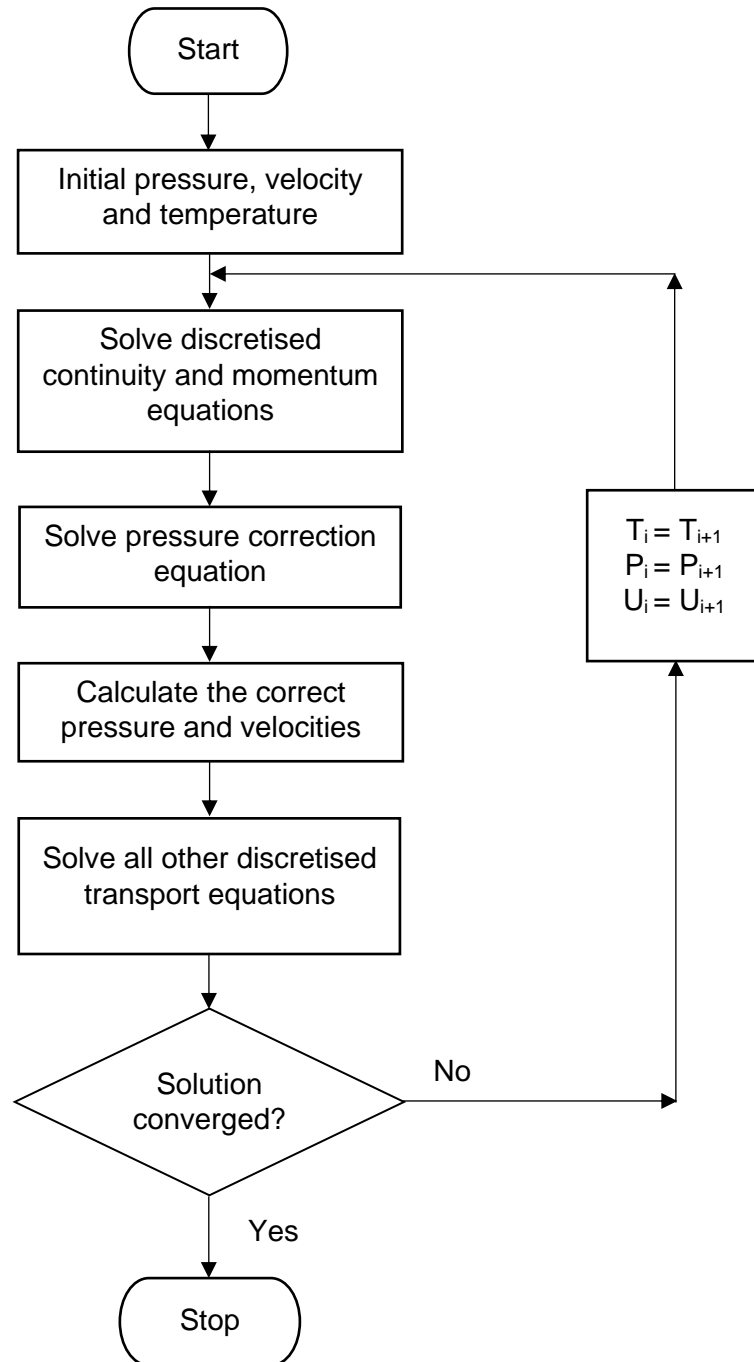 Start
Initial pressure, velocity
and temperature
Solve discretised
continuity and momentum
equations
Solve pressure correction
equation
Calculate the correct
pressure and velocities
Solve all other discretised
transport equations
Solution
converged?
No
Tᵢ = Tᵢ₊₁
Pᵢ = Pᵢ₊₁
Uᵢ = Uᵢ₊₁
Yes
Stop